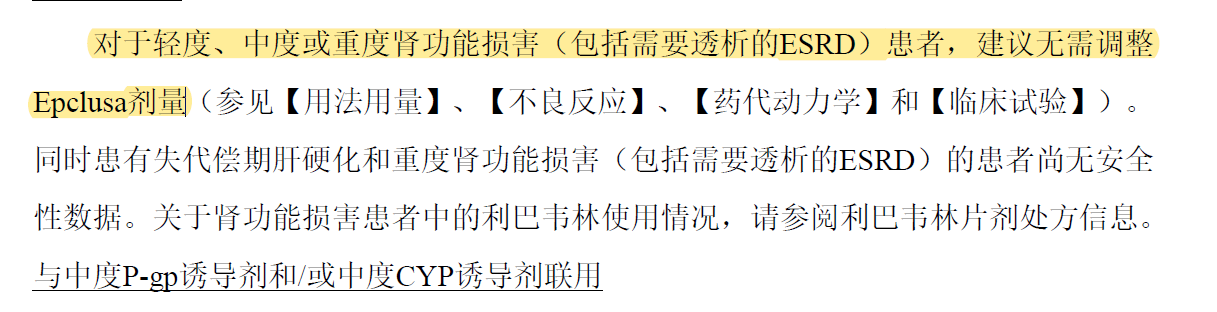 对于轻度、中度或重度肾功能损害（包括需要透析的ESRD）患者，建议无需调整
Epclusa剂量（参见【用法用量】、【不良反应】、【药代动力学】和【临床试验】）。
同时患有失代偿期肝硬化和重度肾功能损害（包括需要透析的ESRD）的患者尚无安全
性数据。关于肾功能损害患者中的利巴韦林使用情况，请参阅利巴韦林片剂处方信息。
与中度P-gp诱导剂和/或中度CYP诱导剂联用